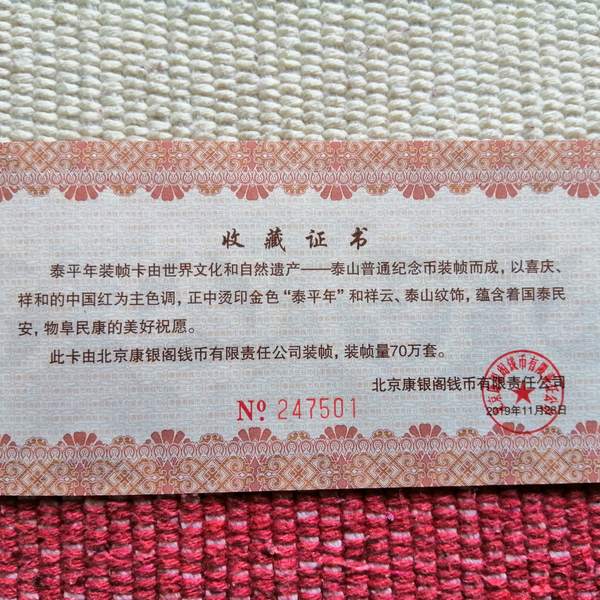 收藏证书
泰平年装帧卡由世界文化和自然遗产——泰山普通纪念币装帧而成，以喜庆、
祥和的中国红为主色调，正中烫印金色“泰平年”和祥云、泰山纹饰，蕴含着国泰民
安，物阜民康的美好祝愿。
此卡由北京康银阁钱币有限责任公司装帧，装帧量70万套。
北京康银阁钱币有限责任公司
2019年11月28日
Nº 247501